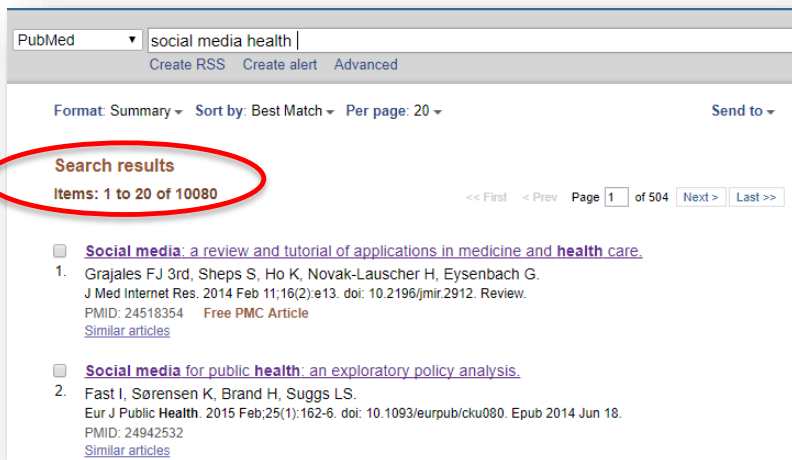 PubMed social media health
Create RSS Create alert Advanced
Format: Summary Sort by: Best Match Per page: 20 Send to
Search results
Items: 1 to 20 of 10080
<< First < Prev Page 1 of 504 Next > Last >>
Social media: a review and tutorial of applications in medicine and health care.
1. Grajales FJ 3rd, Sheps S, Ho K, Novak-Lauscher H, Eysenbach G.
J Med Internet Res. 2014 Feb 11;16(2):e13. doi: 10.2196/jmir.2912. Review.
PMID: 24518354 Free PMC Article
Similar articles
Social media for public health: an exploratory policy analysis.
2. Fast I, Sørensen K, Brand H, Suggs LS.
Eur J Public Health. 2015 Feb;25(1):162-6. doi: 10.1093/eurpub/cku080. Epub 2014 Jun 18.
PMID: 24942532
Similar articles